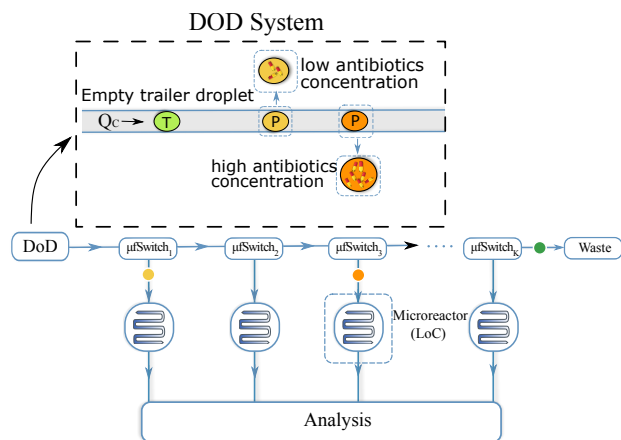 DOD System
low antibiotics
concentration
Empty trailer droplet
Qc
T
P
P
high antibiotics
concentration
DoD
µfSwitch1
µfSwitch2
µfSwitch3
µfSwitchK
Waste
Microreactor
(LoC)
Analysis